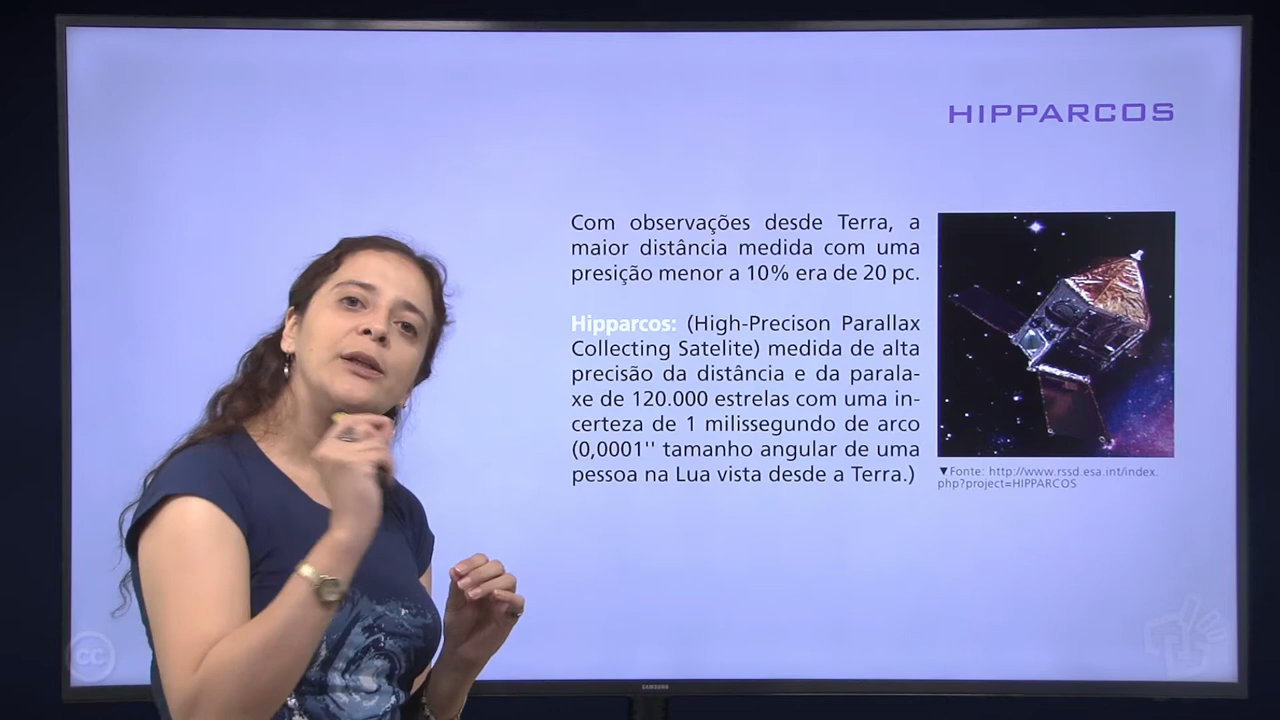 HIPPARCOS
Com observações desde Terra, a
maior distância medida com uma
presição menor a 10% era de 20 pc.
Hipparcos: (High-Precison Parallax
Collecting Satelite) medida de alta
precisão da distância e da parala-
xe de 120.000 estrelas com uma in-
certeza de 1 milissegundo de arco
(0,0001'' tamanho angular de uma
pessoa na Lua vista desde a Terra.)
▼Fonte: http://www.rssd.esa.int/index.
php?project=HIPPARCOS
cc
SAMSUNG